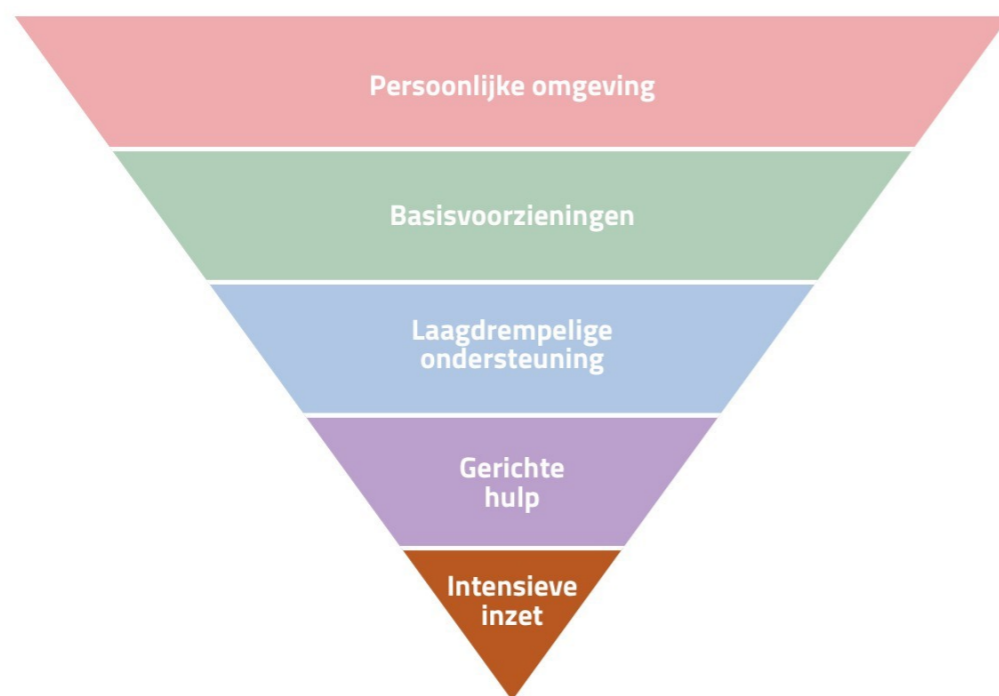 Persoonlijke omgeving
Basisvoorzieningen
Laagdrempelige
ondersteuning
Gerichte
hulp
Intensieve
inzet